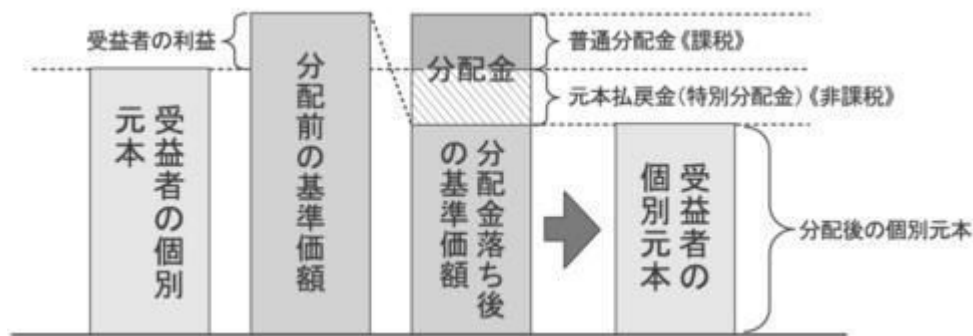 受益者の利益
受益者の個別
元本
分配前の基準価額
分配金
分配金落ち後
の基準価額
普通分配金《課税》
元本払戻金(特別分配金)《非課税》
受益者の
個別元本
分配後の個別元本